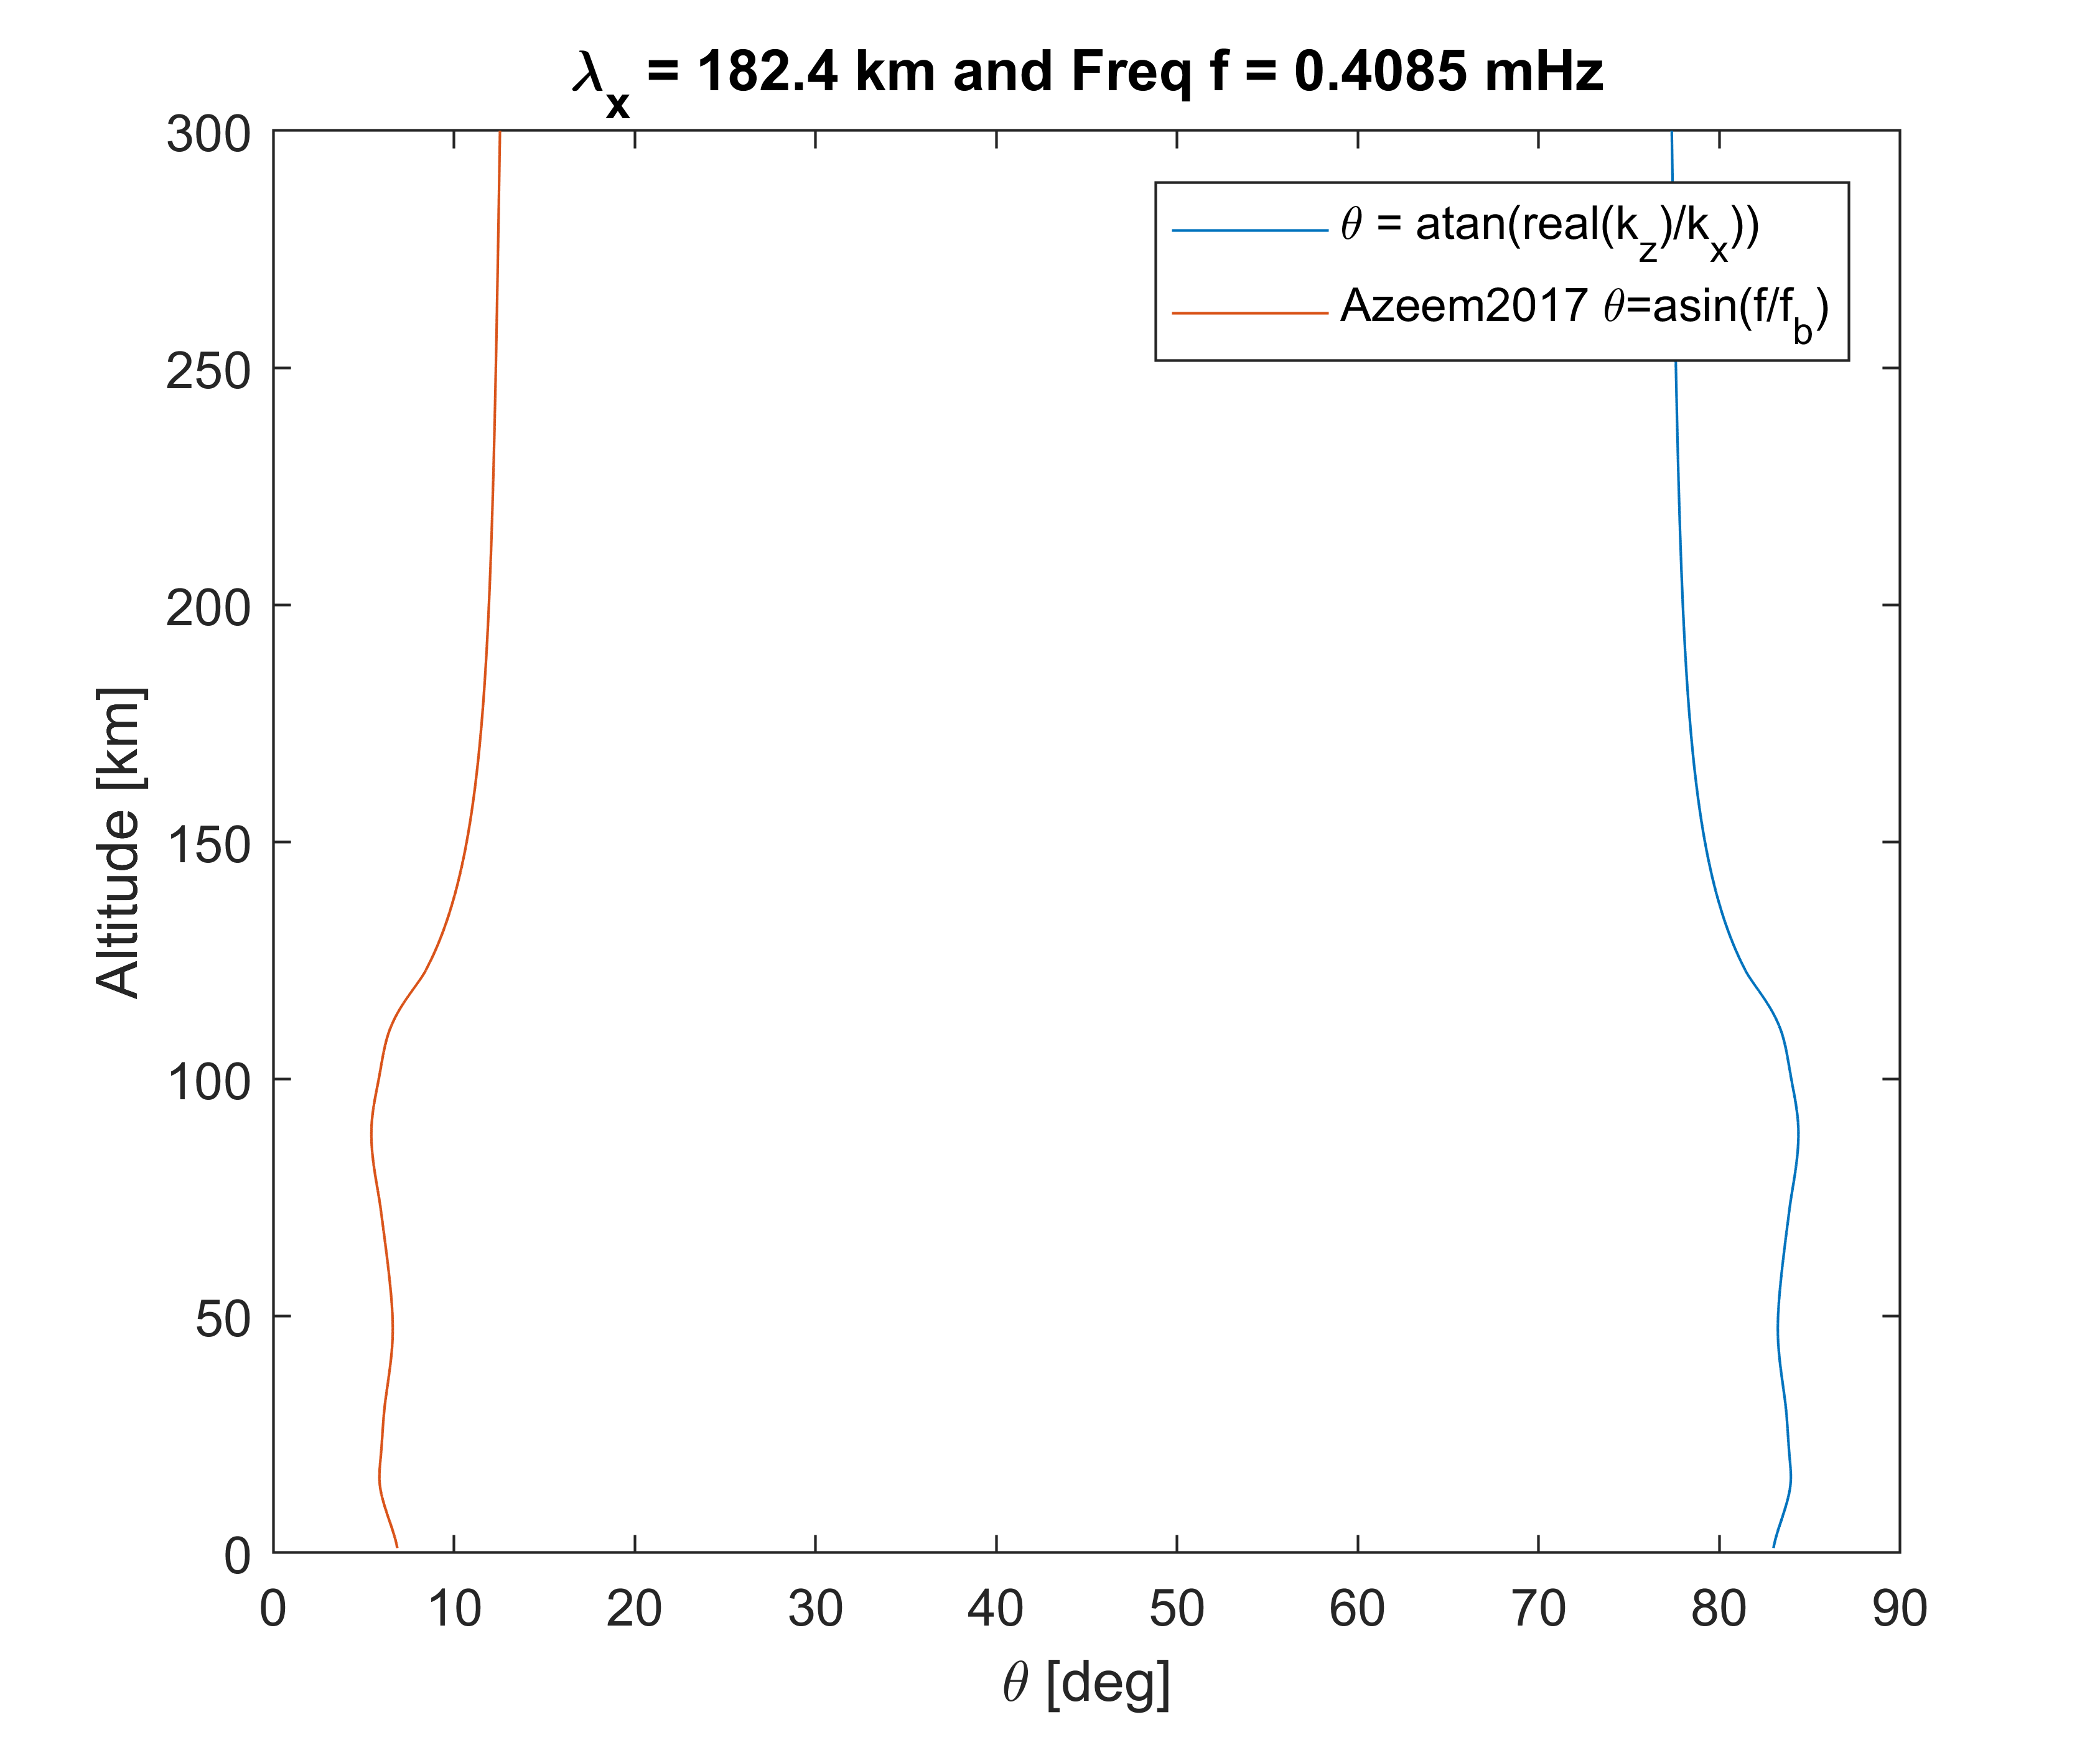 λx = 182.4 km and Freq f = 0.4085 mHz
300
250
200
150
100
50
0
Altitude [km]
θ = atan(real(kz)/kx))
Azeem2017 θ=asin(f/fb)
0 10 20 30 40 50 60 70 80 90
θ [deg]